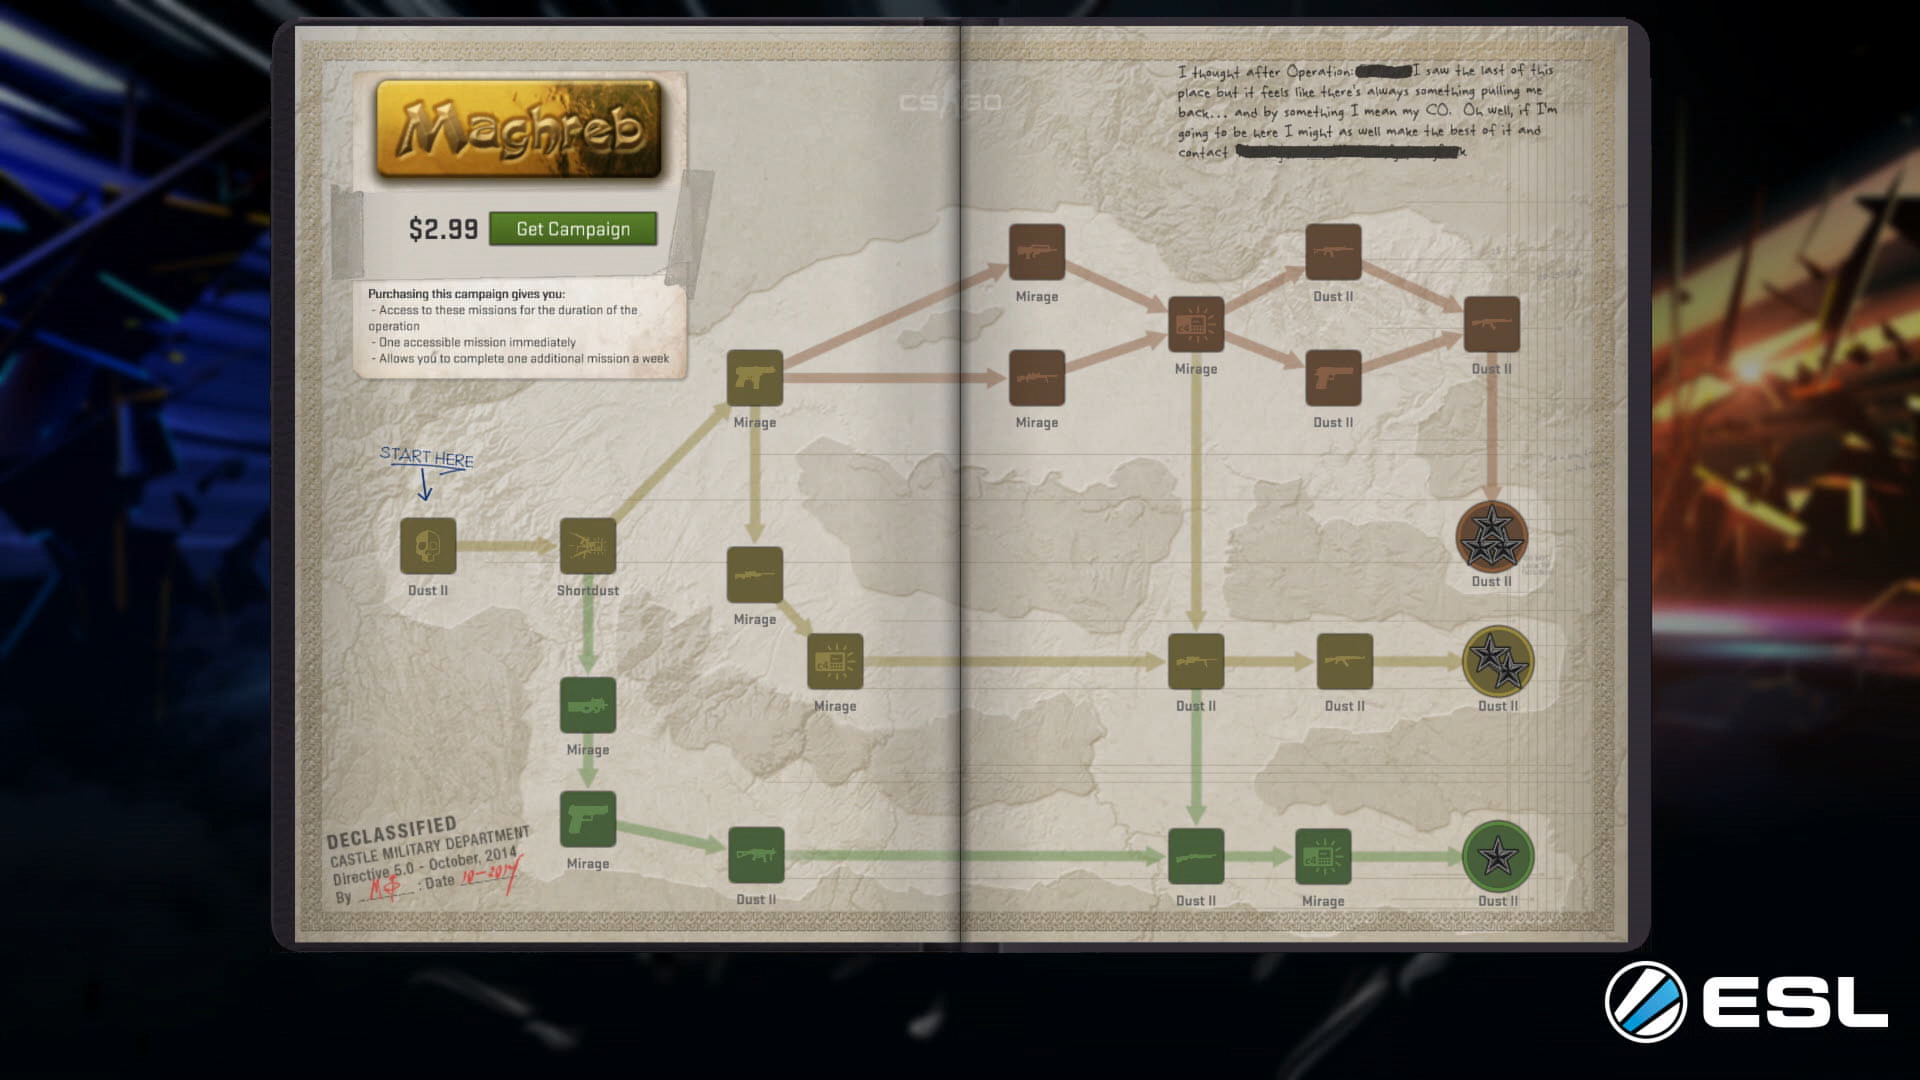 Maghreb
$2.99 Get Campaign
Purchasing this campaign gives you:
- Access to these missions for the duration of the
operation
- One accessible mission immediately
- Allows you to complete one additional mission a week
CS GO
I thought after Operation: I saw the last of this
place but it feels like there's always something pulling me
back... and by something I mean my CO. Oh well, if I'm
going to be here I might as well make the best of it and
contact
START HERE
Mirage
Dust II
Mirage
Dust II
Mirage
Mirage
Dust II
Dust II
Shortdust
Dust II
Mirage
Mirage
Dust II
Dust II
Dust II
Mirage
Mirage
Dust II
Dust II
Mirage
Dust II
DECLASSIFIED
CASTLE MILITARY DEPARTMENT
Directive 5.0 - October, 2014
By : Date 10-2014
C4
C4
C4
ESL